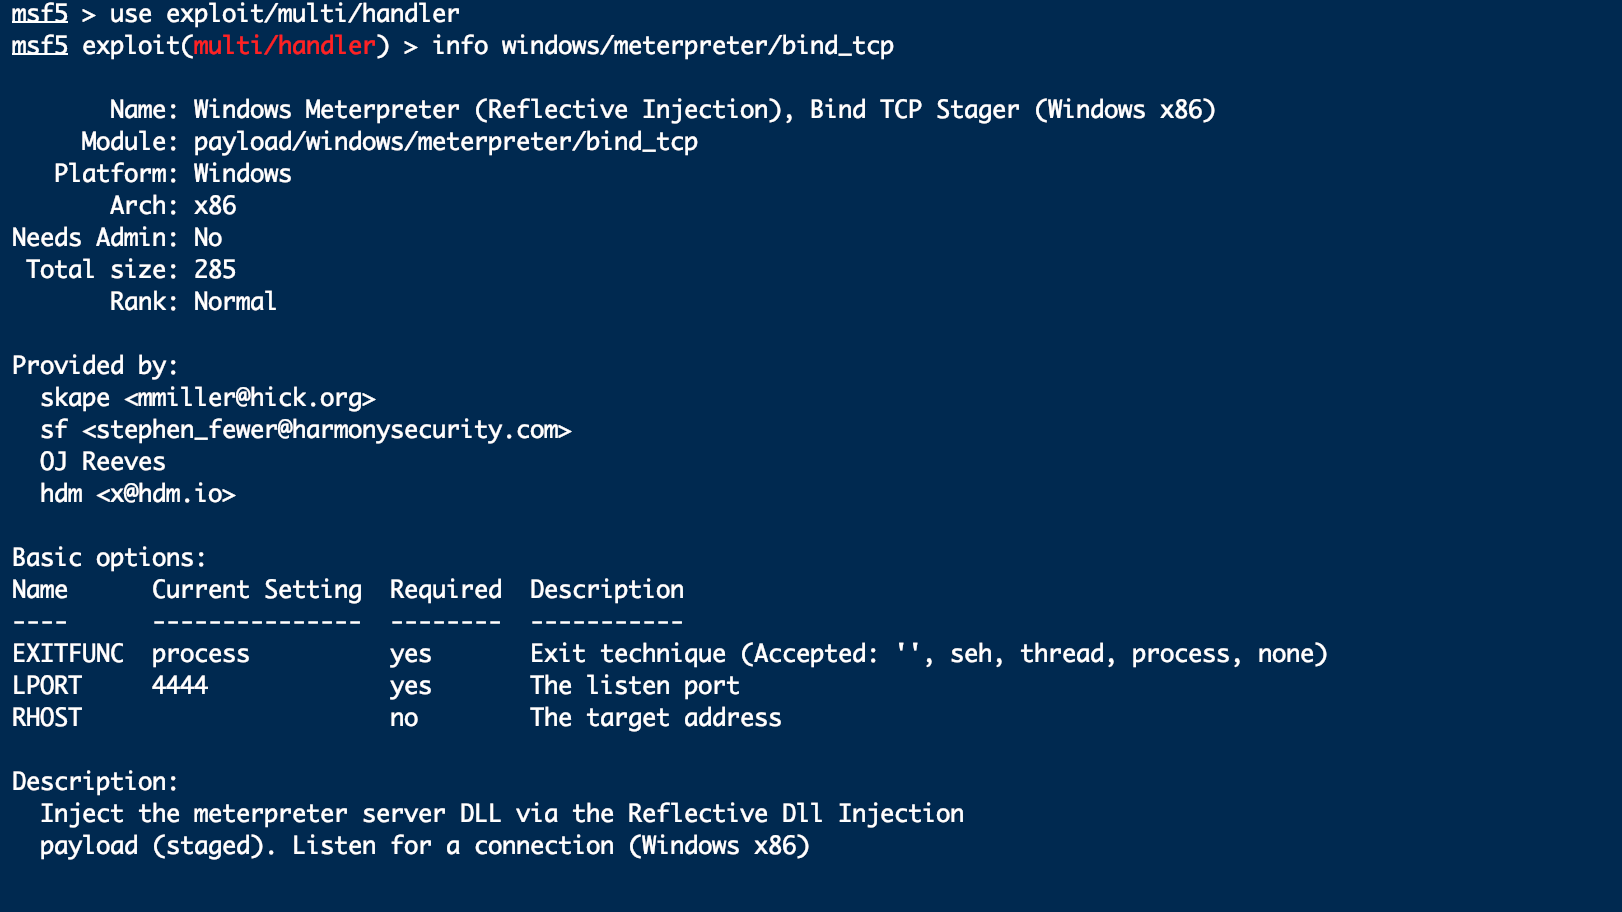 msf5 > use exploit/multi/handler
msf5 exploit(multi/handler) > info windows/meterpreter/bind_tcp
Name: Windows Meterpreter (Reflective Injection), Bind TCP Stager (Windows x86)
Module: payload/windows/meterpreter/bind_tcp
Platform: Windows
Arch: x86
Needs Admin: No
Total size: 285
Rank: Normal
Provided by:
skape <mmiller@hick.org>
sf <stephen_fewer@harmonysecurity.com>
OJ Reeves
hdm <x@hdm.io>
Basic options:
Name      Current Setting  Required  Description
----      ---------------  --------  -----------
EXITFUNC  process          yes       Exit technique (Accepted: '', seh, thread, process, none)
LPORT     4444             yes       The listen port
RHOST                      no        The target address
Description:
Inject the meterpreter server DLL via the Reflective Dll Injection
payload (staged). Listen for a connection (Windows x86)